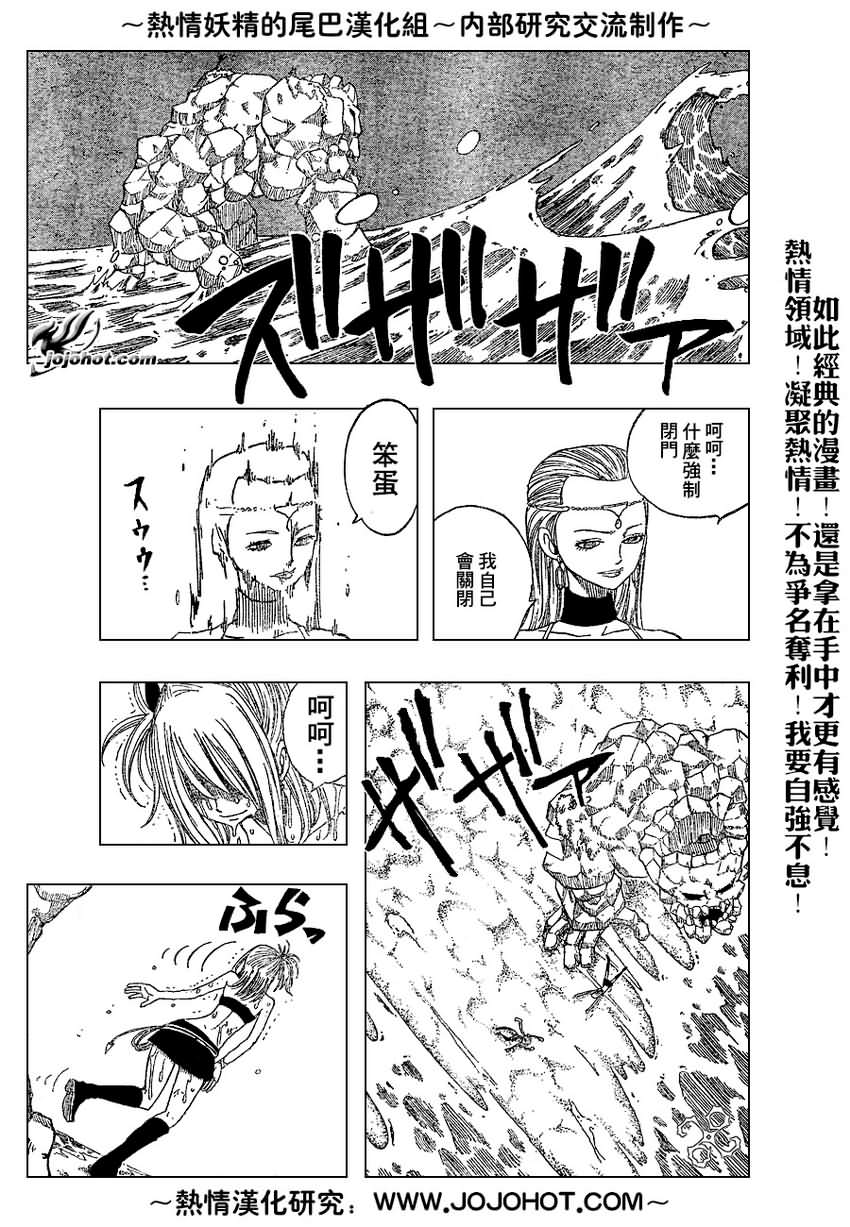 ～熱情妖精的尾巴漢化組～内部研究交流制作～
ズザザァ
jojohot.com
如此經典的漫畫！還是拿在手中才更有感覺！
熱情領域！凝聚熱情！不為爭名奪利！我要自強不息！
呵呵…
什麼強制
閉門
我自己
會關閉
笨蛋
スゥゥ…
ザザァ
呵呵…
ふらっ
～熱情漢化研究：WWW.JOJOHOT.COM～